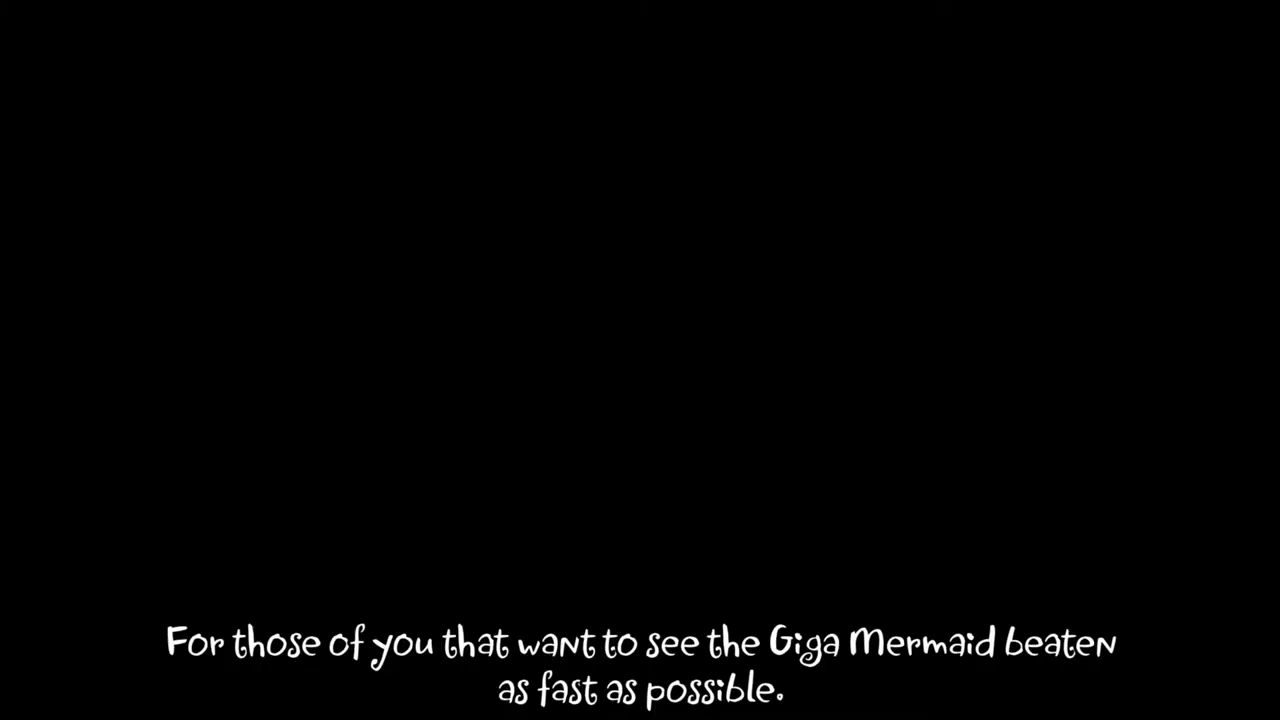 For those of you that want to see the Giga Mermaid beaten
as fast as possible.